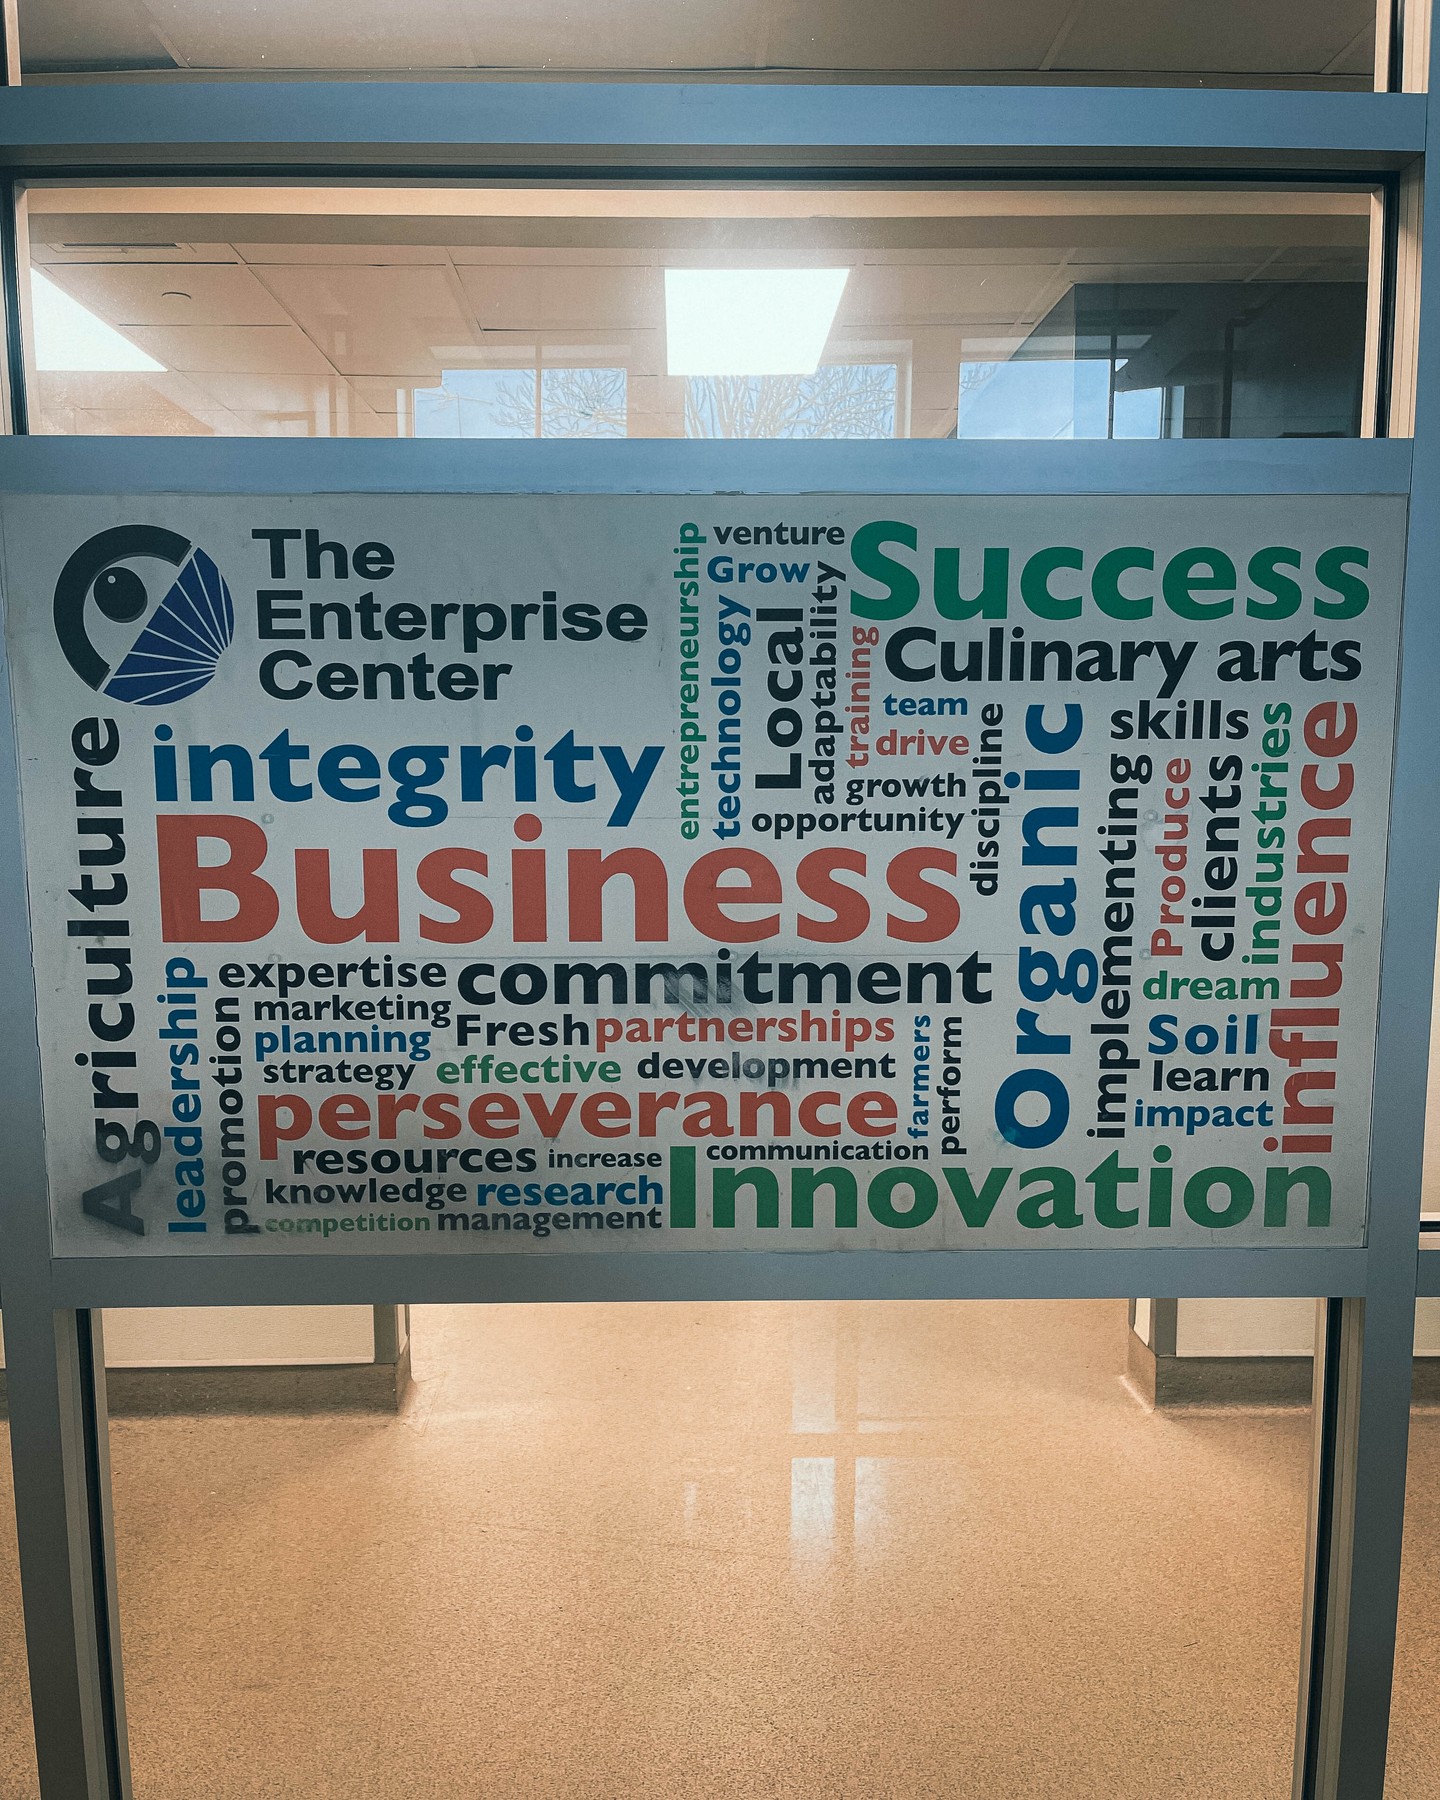 The
Enterprise
Center
entrepreneurship
venture
Grow
technology
Local
adaptability
training
Success
Culinary arts
team
drive
growth
opportunity
discipline
organic
skills
implementing
Produce
clients
industries
influence
dream
Soil
learn
impact
Agriculture
integrity
Business
leadership
promotion
expertise
commitment
marketing
planning
Fresh
partnerships
strategy
effective
development
perseverance
farmers
perform
resources
increase
communication
knowledge
research
competition
management
Innovation